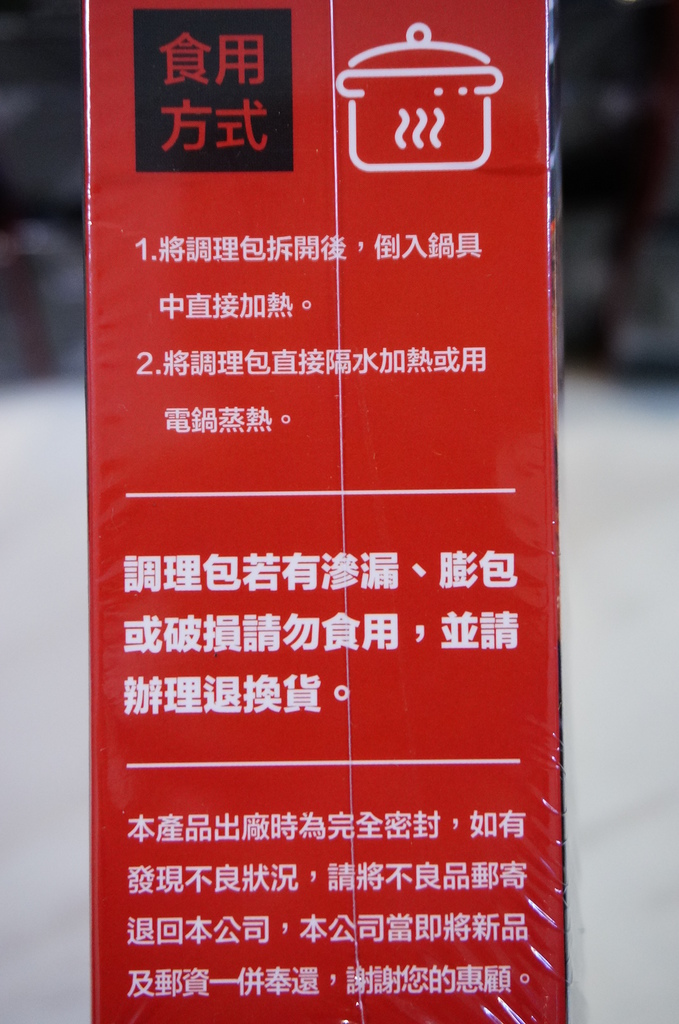 食用
方式
1.將調理包拆開後，倒入鍋具
中直接加熱。
2.將調理包直接隔水加熱或用
電鍋蒸熱。
調理包若有滲漏、膨包
或破損請勿食用，並請
辦理退換貨。
本產品出廠時為完全密封，如有
發現不良狀況，請將不良品郵寄
退回本公司，本公司當即將新品
及郵資一併奉還，謝謝您的惠顧。